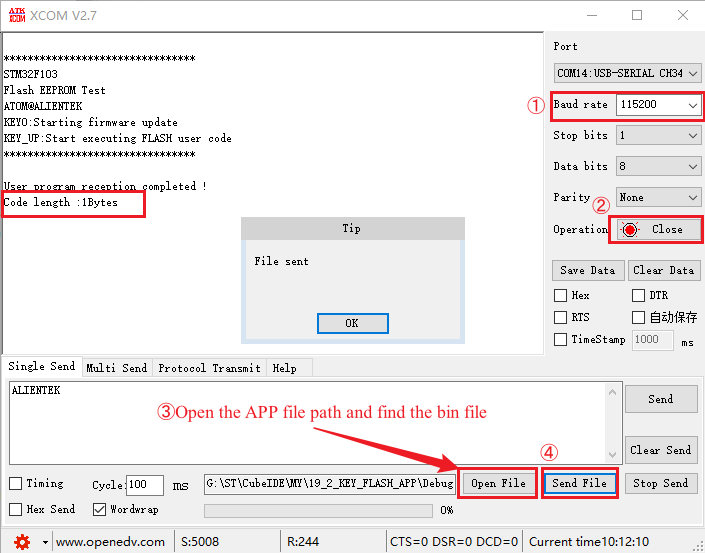 ATK XCOM XCOM V2.7
********************************
STM32F103
Flash EEPROM Test
ATOM@ALIENTEK
KEY0:Starting firmware update
KEY_UP:Start executing FLASH user code
********************************
User program reception completed !
Code length :1Bytes
Tip
File sent
OK
Port
COM14:USB-SERIAL CH34
① Baud rate 115200
Stop bits 1
Data bits 8
Parity None
②
Operation Close
Save Data Clear Data
Hex DTR
RTS 自动保存
TimeStamp 1000 ms
Single Send Multi Send Protocol Transmit Help
ALIENTEK
③Open the APP file path and find the bin file
④
Send
Clear Send
Timing Cycle: 100 ms G:\ST\CubeIDE\MY\19_2_KEY_FLASH_APP\Debug Open File Send File Stop Send
Hex Send Wordwrap 0%
www.openedv.com S:5008 R:244 CTS=0 DSR=0 DCD=0 Current time10:12:10